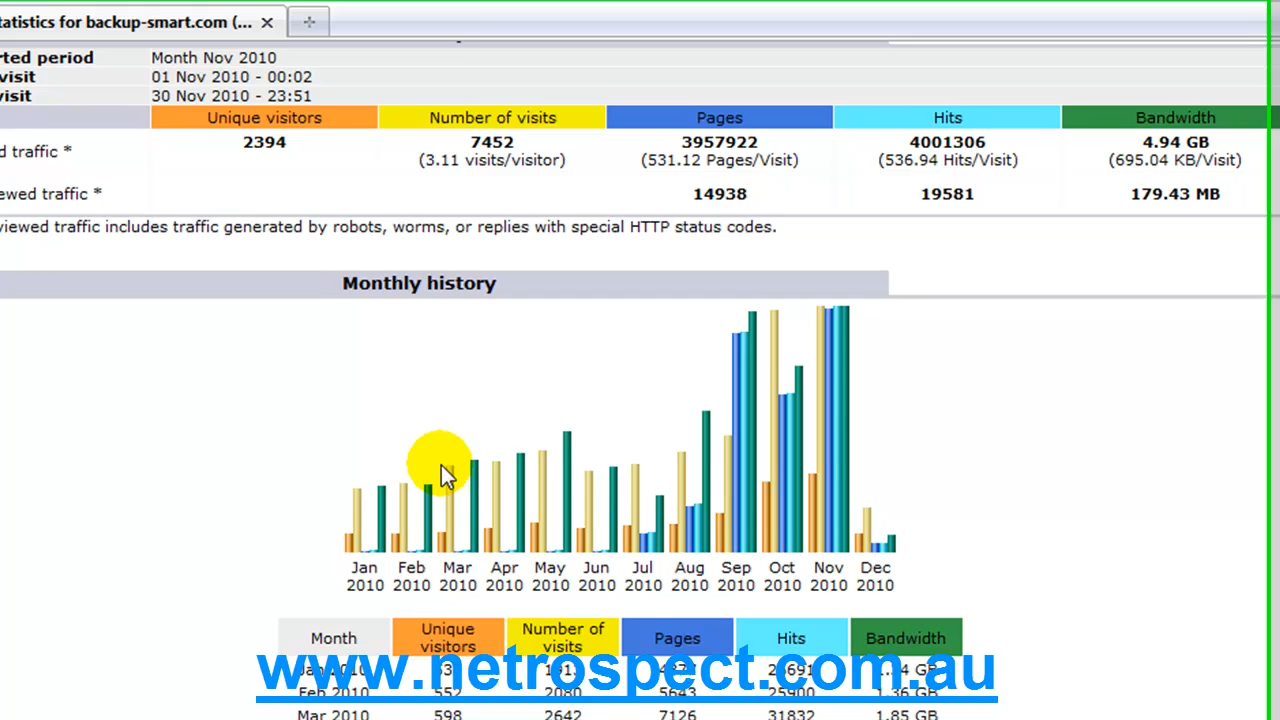 tatistics for backup-smart.com (...
rted period Month Nov 2010
visit 01 Nov 2010 - 00:02
visit 30 Nov 2010 - 23:51
Unique visitors Number of visits Pages Hits Bandwidth
d traffic * 2394 7452 3957922 4001306 4.94 GB
(3.11 visits/visitor) (531.12 Pages/Visit) (536.94 Hits/Visit) (695.04 KB/Visit)
ewed traffic * 14938 19581 179.43 MB
viewed traffic includes traffic generated by robots, worms, or replies with special HTTP status codes.
Monthly history
Jan Feb Mar Apr May Jun Jul Aug Sep Oct Nov Dec
2010 2010 2010 2010 2010 2010 2010 2010 2010 2010 2010 2010
Month Unique visitors Number of visits Pages Hits Bandwidth
Jan 2010 GB
www.netrospect.com.au
Feb 2010 552 2080 5643 25900 1.36 GB
Mar 2010 598 2642 7126 31832 1.85 GB